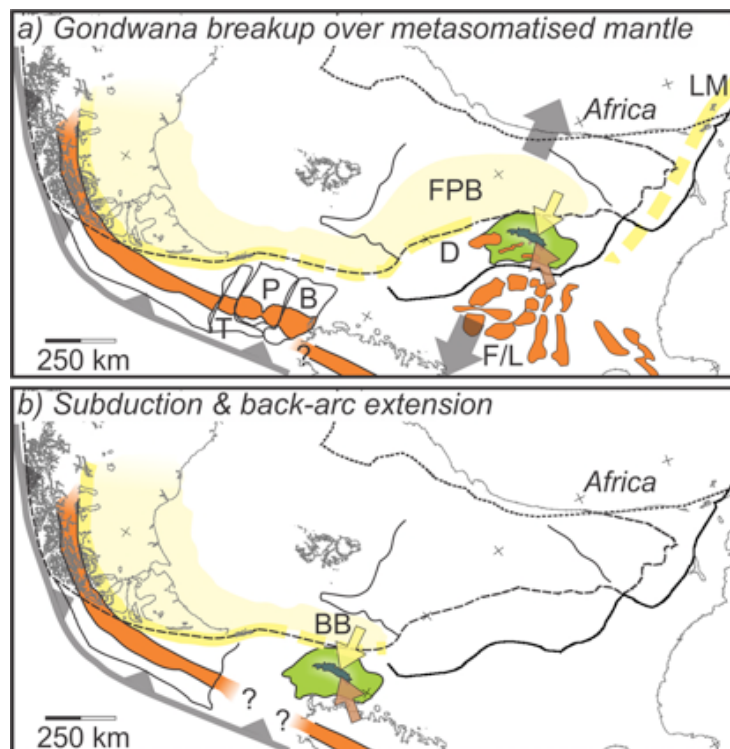 a) Gondwana breakup over metasomatised mantle
LM
Africa
FPB
D
P
B
T
?
F/L
250 km
b) Subduction & back-arc extension
Africa
BB
?
?
250 km